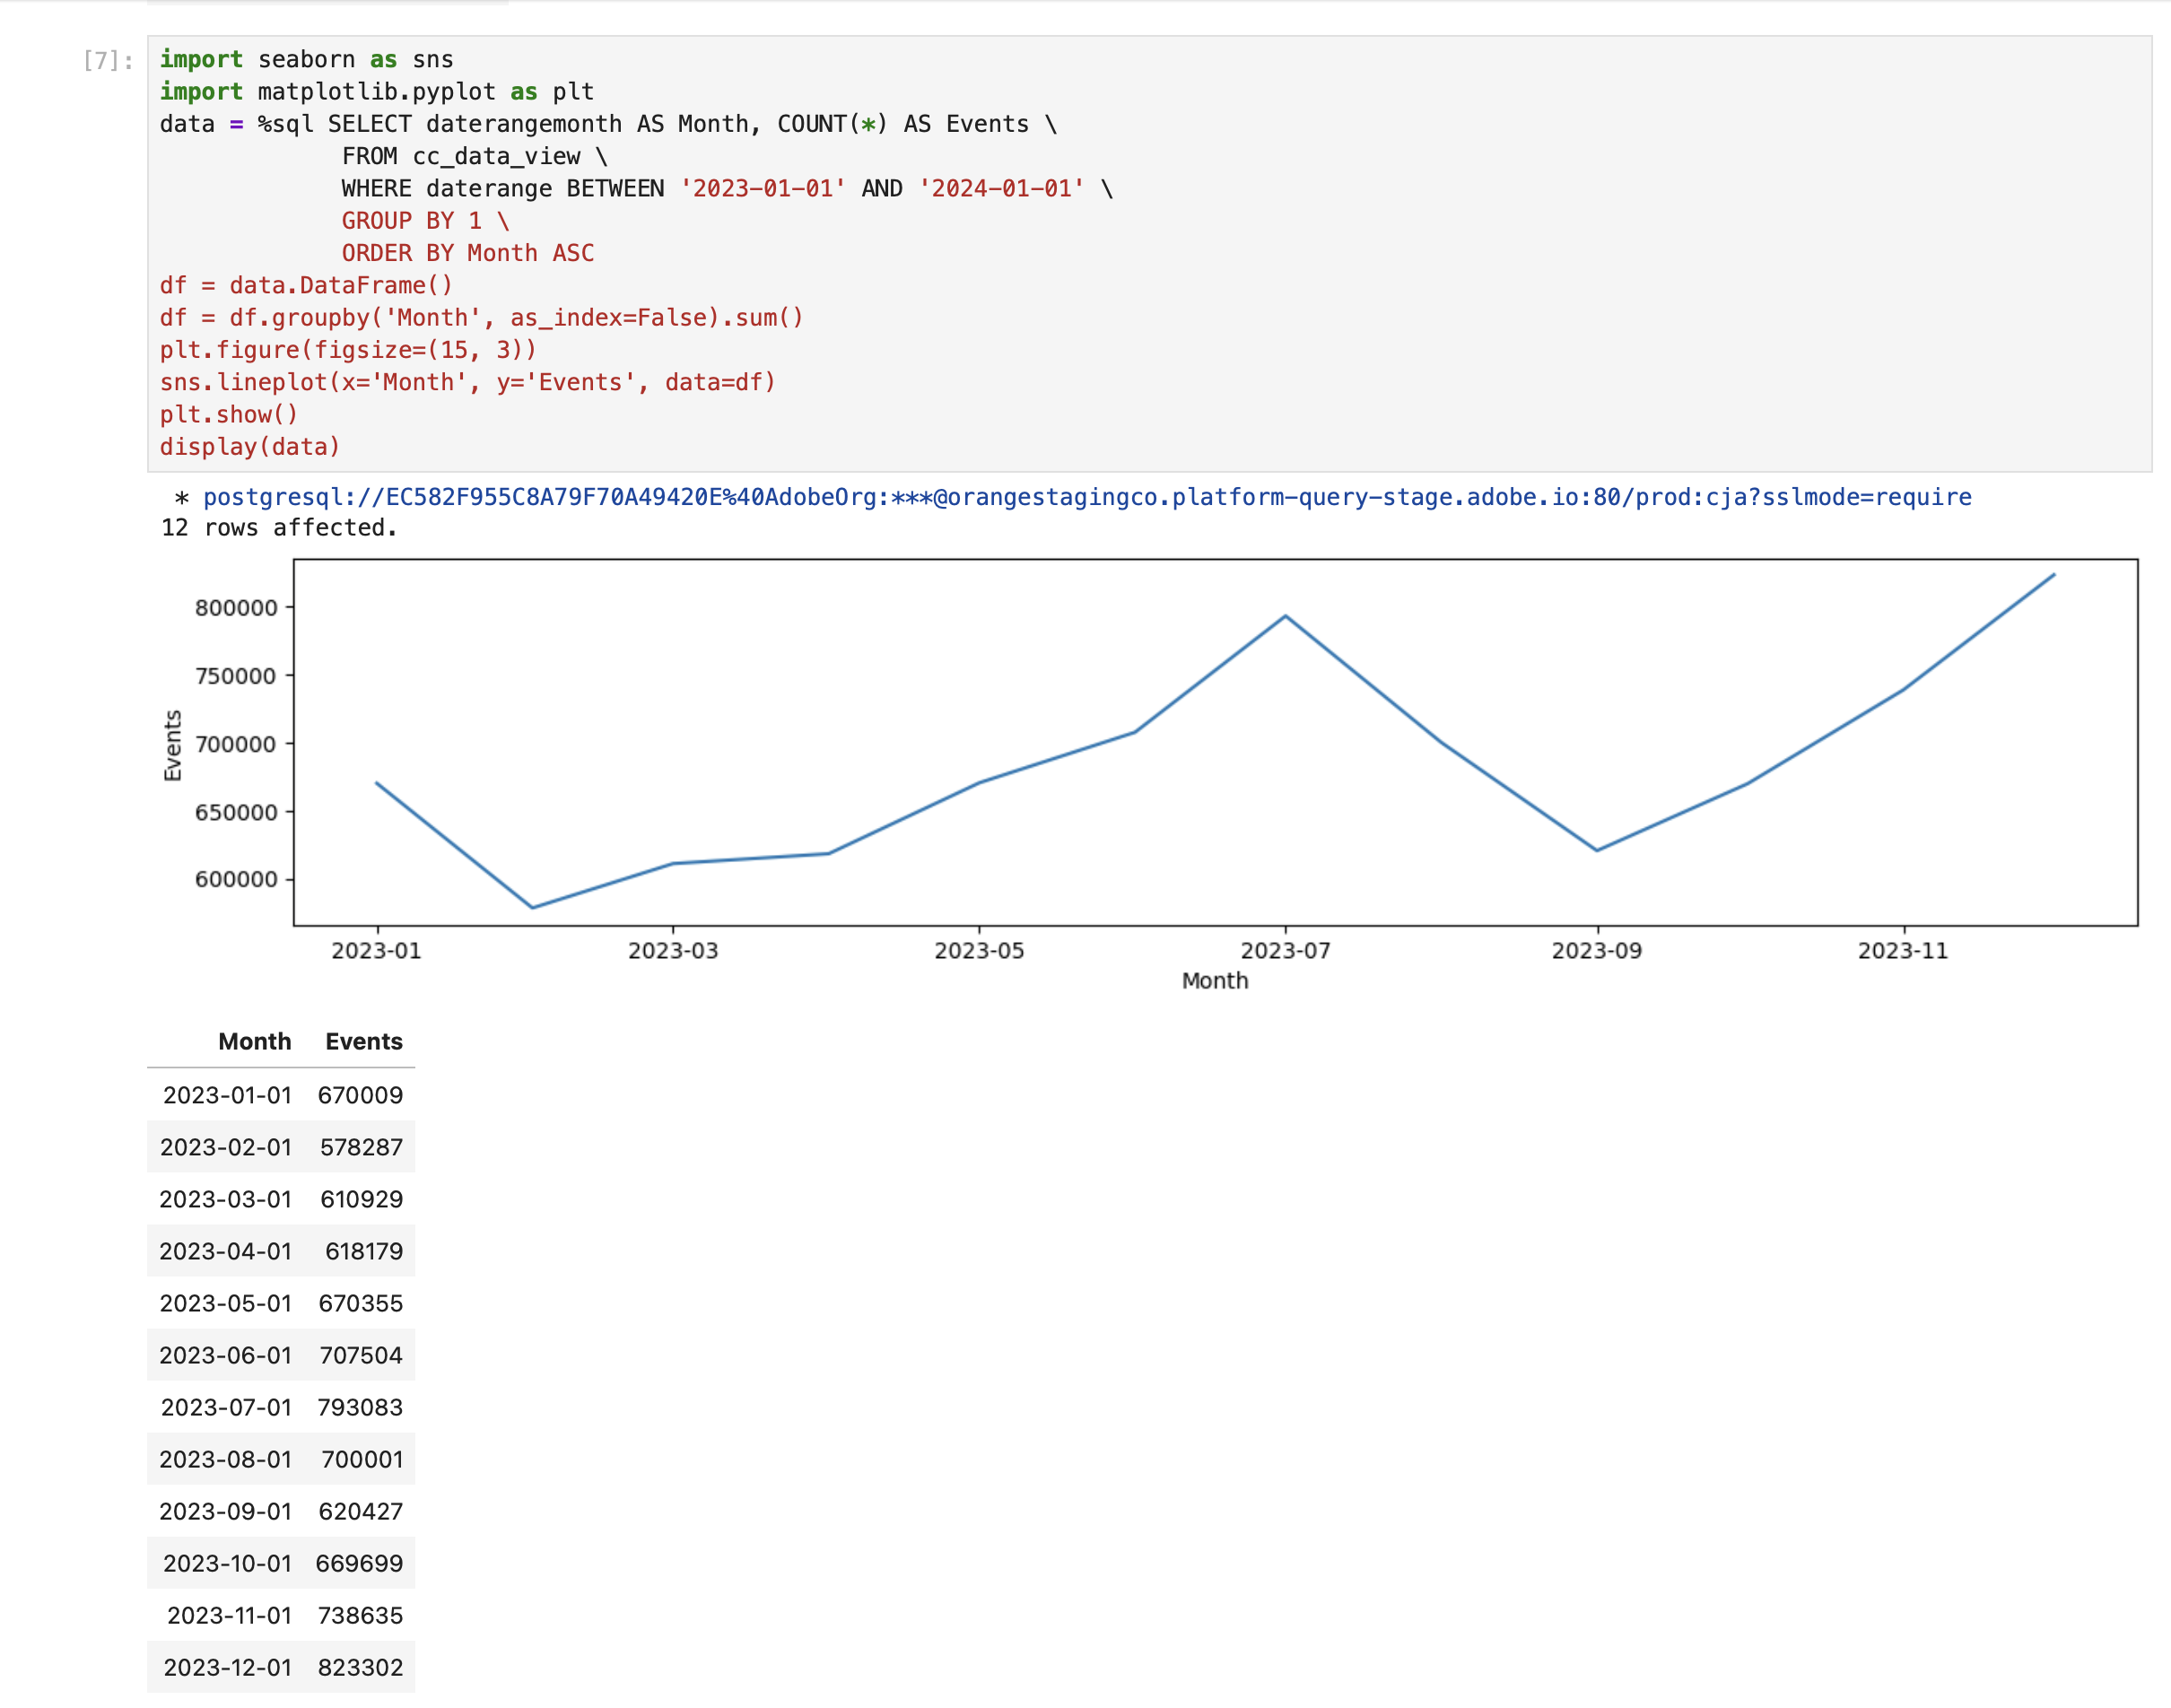 [7]:
import seaborn as sns
import matplotlib.pyplot as plt
data = %sql SELECT daterangemonth AS Month, COUNT(*) AS Events \
FROM cc_data_view \
WHERE daterange BETWEEN '2023-01-01' AND '2024-01-01' \
GROUP BY 1 \
ORDER BY Month ASC
df = data.DataFrame()
df = df.groupby('Month', as_index=False).sum()
plt.figure(figsize=(15, 3))
sns.lineplot(x='Month', y='Events', data=df)
plt.show()
display(data)
* postgresql://EC582F955C8A79F70A49420E%40AdobeOrg:***@orangestagingco.platform-query-stage.adobe.io:80/prod:cja?sslmode=require
12 rows affected.
800000
750000
700000
650000
600000
Events
2023-01 2023-03 2023-05 2023-07 2023-09 2023-11
Month
Month Events
2023-01-01 670009
2023-02-01 578287
2023-03-01 610929
2023-04-01 618179
2023-05-01 670355
2023-06-01 707504
2023-07-01 793083
2023-08-01 700001
2023-09-01 620427
2023-10-01 669699
2023-11-01 738635
2023-12-01 823302